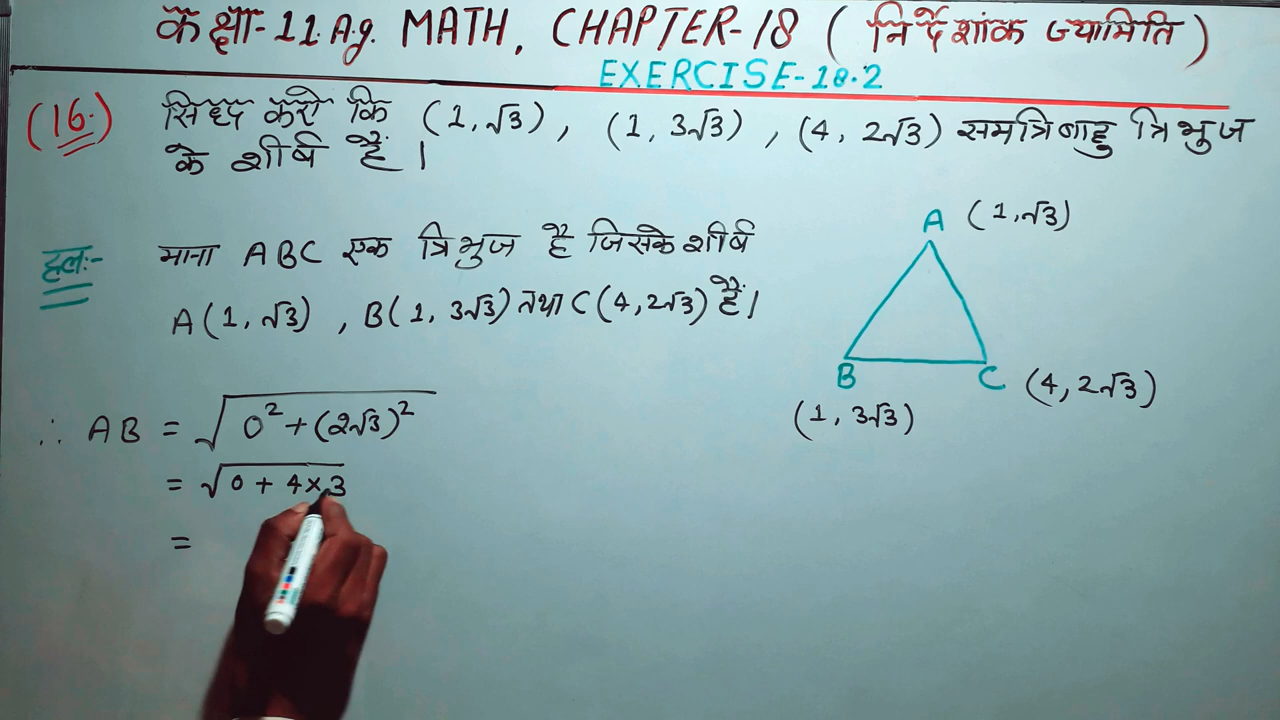 कक्षा-11.Ag. MATH, CHAPTER-18 ( निर्देशांक ज्यामिति )
EXERCISE-18.2
(16.) सिध्द करो कि (1, √3), (1, 3√3), (4, 2√3) समत्रिबाहु त्रिभुज
के शीर्ष हैं।
हल:- माना ABC एक त्रिभुज है जिसके शीर्ष
A(1, √3), B(1, 3√3) तथा C(4, 2√3) हैं।
A (1, √3)
B
C (4, 2√3)
(1, 3√3)
∴ AB = √0² + (2√3)²
= √0 + 4×3
=